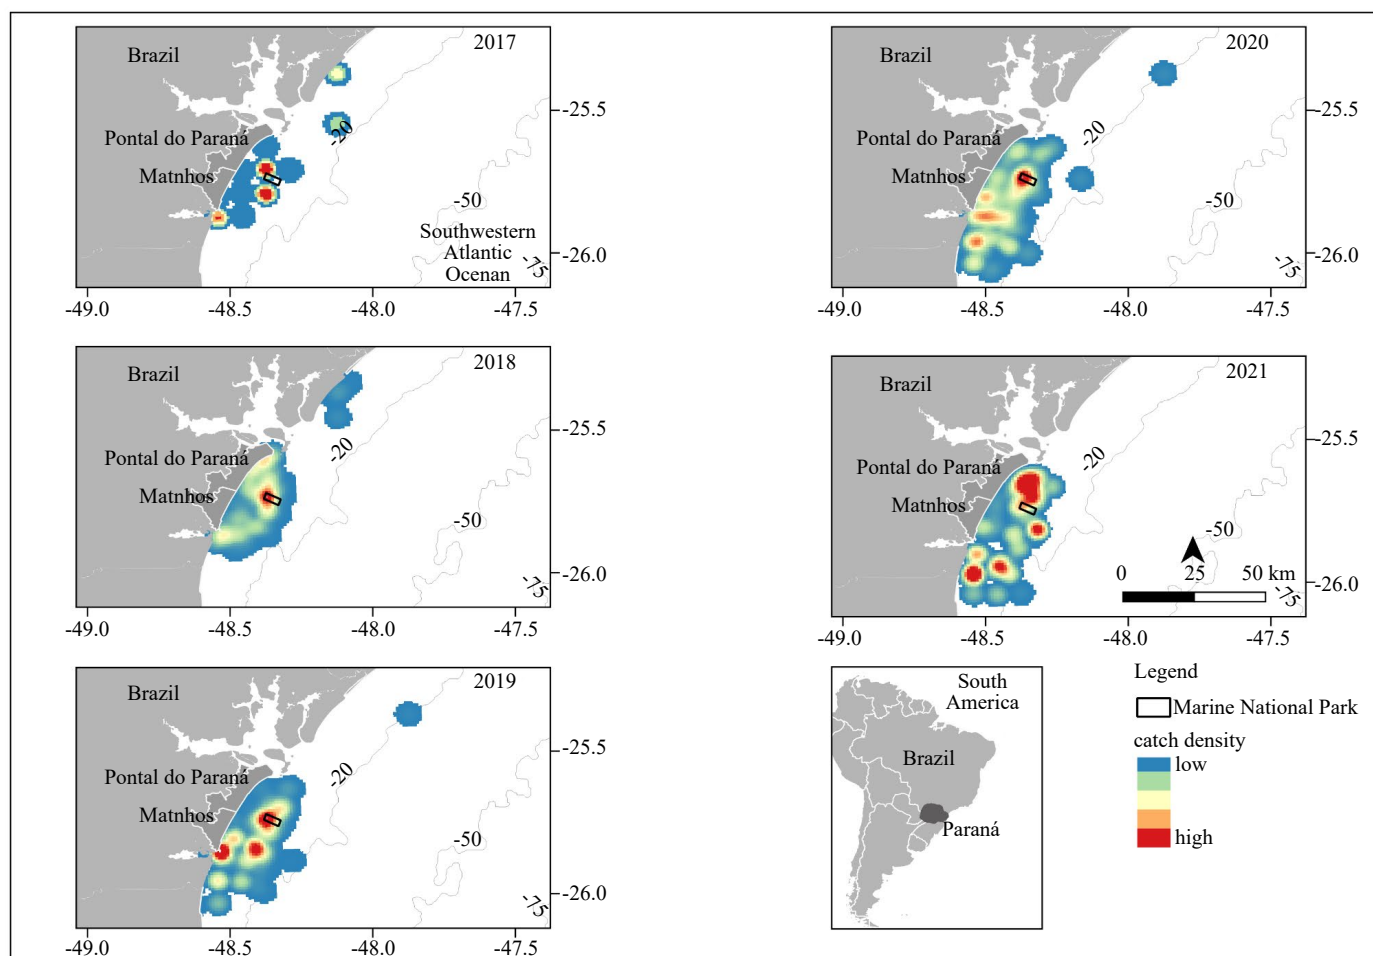 2017
Brazil
Pontal do Paraná
Matnhos
-20
-50
-75
Southwestern
Atlantic
Ocenan
-25.5
-26.0
-49.0
-48.5
-48.0
-47.5
2020
Brazil
Pontal do Paraná
Matnhos
-20
-50
-75
-25.5
-26.0
-49.0
-48.5
-48.0
-47.5
2018
Brazil
Pontal do Paraná
Matnhos
-20
-50
-75
-25.5
-26.0
-49.0
-48.5
-48.0
-47.5
2021
Brazil
Pontal do Paraná
Matnhos
-20
-50
-75
0 25 50 km
-25.5
-26.0
-49.0
-48.5
-48.0
-47.5
2019
Brazil
Pontal do Paraná
Matnhos
-20
-50
-75
-25.5
-26.0
-49.0
-48.5
-48.0
-47.5
South
America
Brazil
Paraná
Legend
Marine National Park
catch density
low
high